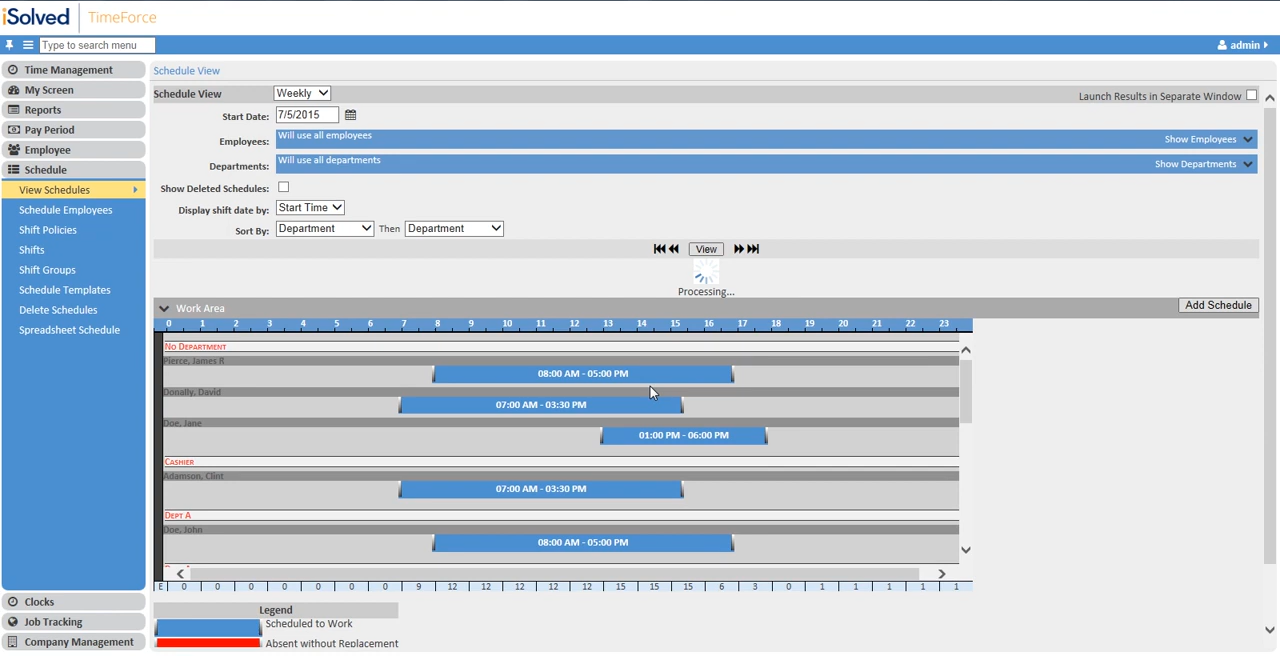 iSolved TimeForce
Type to search menu
admin
Time Management
My Screen
Reports
Pay Period
Employee
Schedule
View Schedules
Schedule Employees
Shift Policies
Shifts
Shift Groups
Schedule Templates
Delete Schedules
Spreadsheet Schedule
Clocks
Job Tracking
Company Management
Schedule View
Schedule View Weekly Launch Results in Separate Window
Start Date: 7/5/2015
Employees: Will use all employees Show Employees
Departments: Will use all departments Show Departments
Show Deleted Schedules:
Display shift date by: Start Time
Sort By: Department Then Department
View
Processing...
Work Area Add Schedule
0 1 2 3 4 5 6 7 8 9 10 11 12 13 14 15 16 17 18 19 20 21 22 23
No Department
Pierce, James R
08:00 AM - 05:00 PM
Donally, David
07:00 AM - 03:30 PM
Doe, Jane
01:00 PM - 06:00 PM
Cashier
Adamson, Clint
07:00 AM - 03:30 PM
Dept A
Doe, John
08:00 AM - 05:00 PM
E 0 0 0 0 0 0 0 9 12 12 12 12 12 15 15 15 6 3 0 1 1 1 1 1
Legend
Scheduled to Work
Absent without Replacement